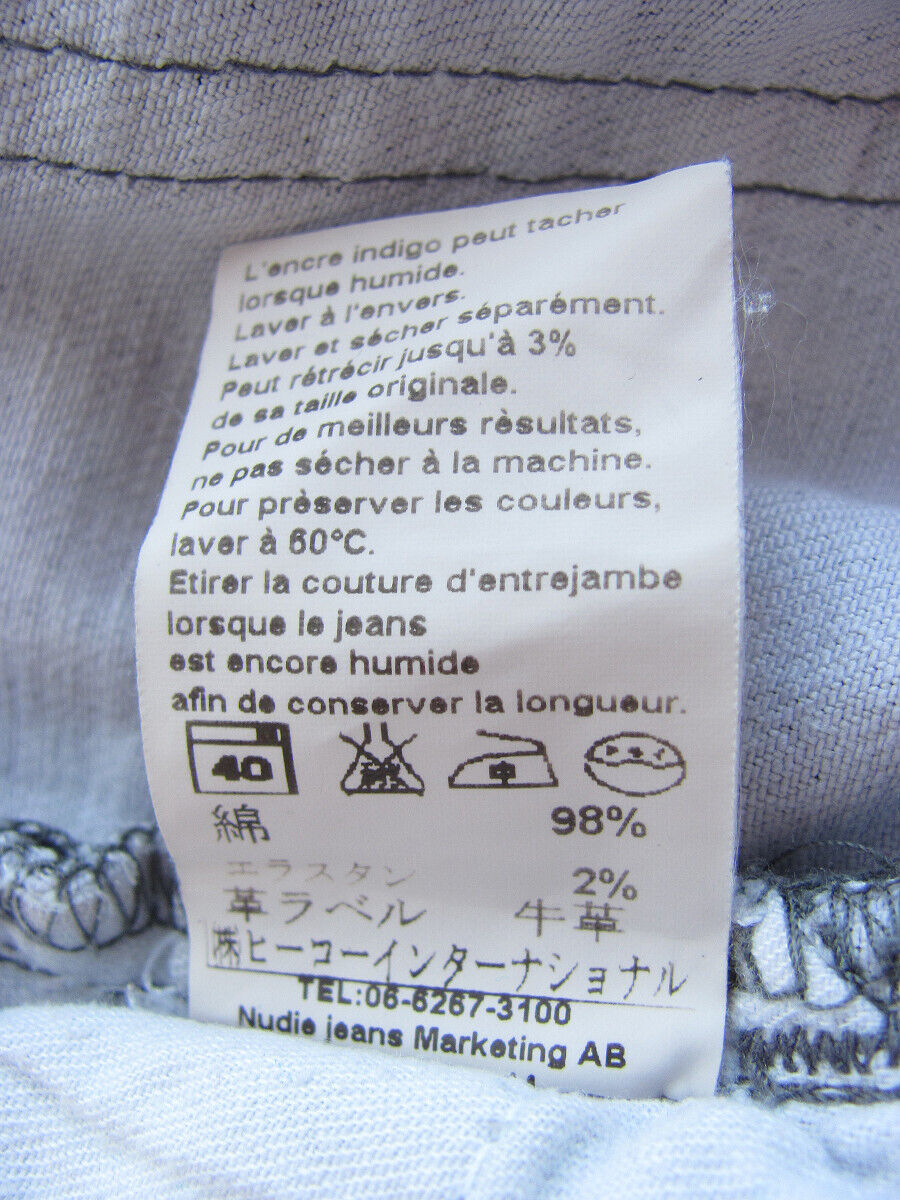 L'encre indigo peut tacher
lorsque humide.
Laver à l'envers.
Laver et sécher séparément.
Peut rétrécir jusqu'à 3%
de sa taille originale.
Pour de meilleurs rèsultats,
ne pas sécher à la machine.
Pour prèserver les couleurs,
laver à 60°C.
Etirer la couture d'entrejambe
lorsque le jeans
est encore humide
afin de conserver la longueur.
40 中
綿 98%
エラスタン 2%
革ラベル 牛革
㈱ヒーコーインターナショナル
TEL:06-6267-3100
Nudie jeans Marketing AB